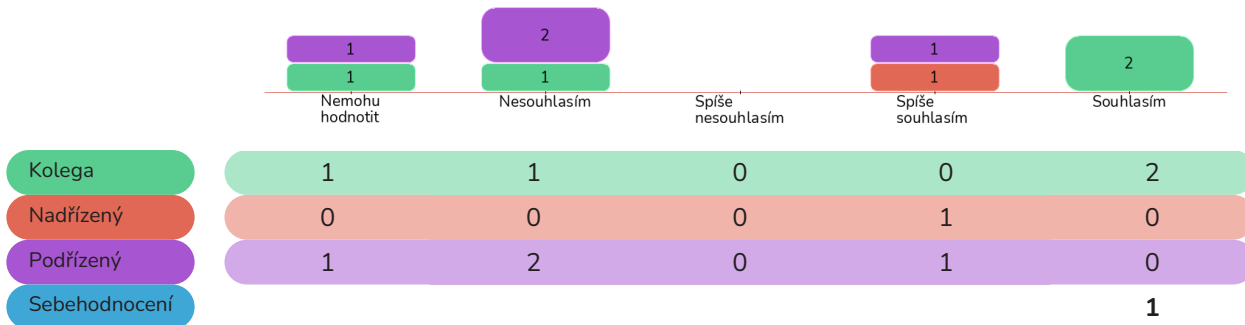 2
1
1
1
1
1
2
Nemohu
hodnotit
Nesouhlasím
Spíše
nesouhlasím
Spíše
souhlasím
Souhlasím
Kolega 1 1 0 0 2
Nadřízený 0 0 0 1 0
Podřízený 1 2 0 1 0
Sebehodnocení 1